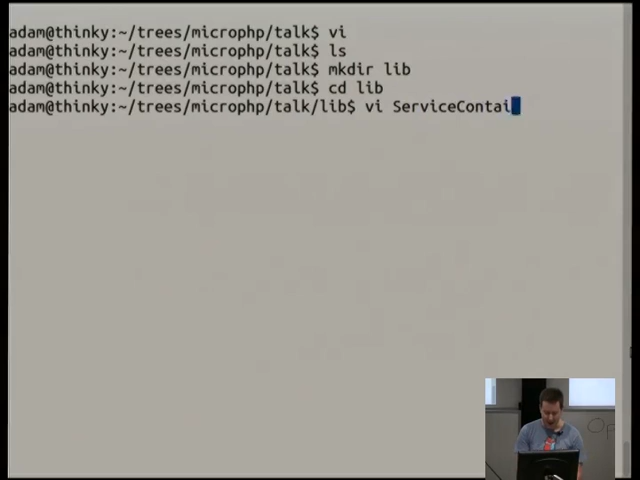 adam@thinky:~/trees/microphp/talk$ vi
adam@thinky:~/trees/microphp/talk$ ls
adam@thinky:~/trees/microphp/talk$ mkdir lib
adam@thinky:~/trees/microphp/talk$ cd lib
adam@thinky:~/trees/microphp/talk/lib$ vi ServiceContai
Op